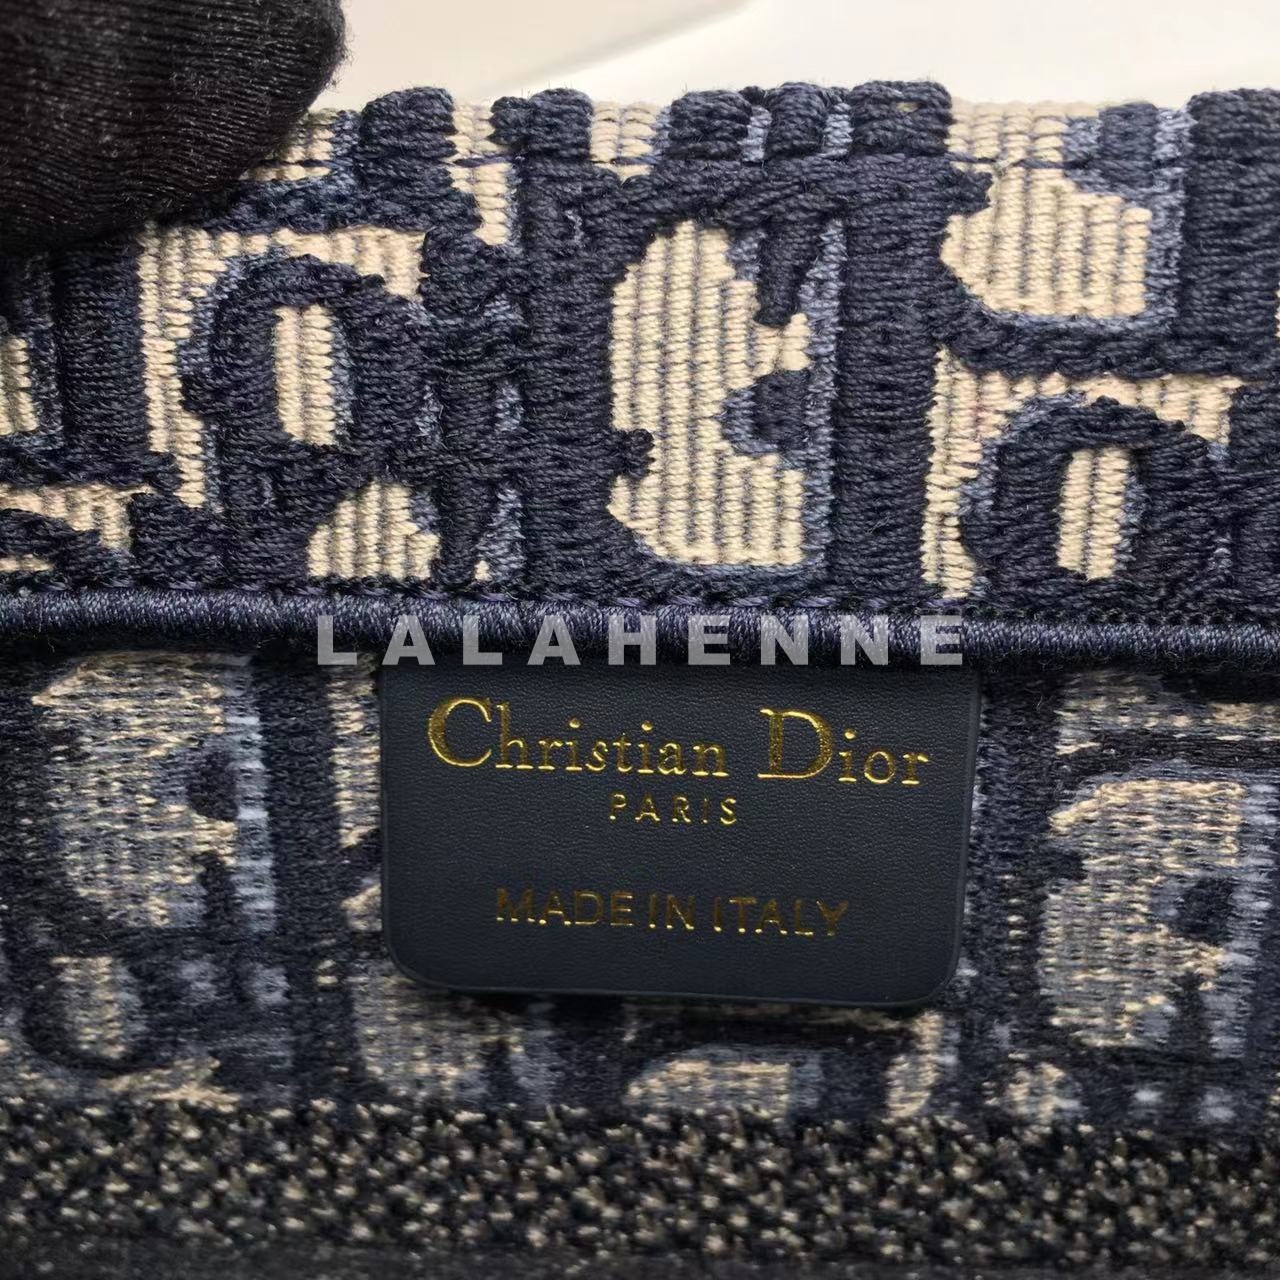 LALAHENNE
Christian Dior
PARIS
MADE IN ITALY